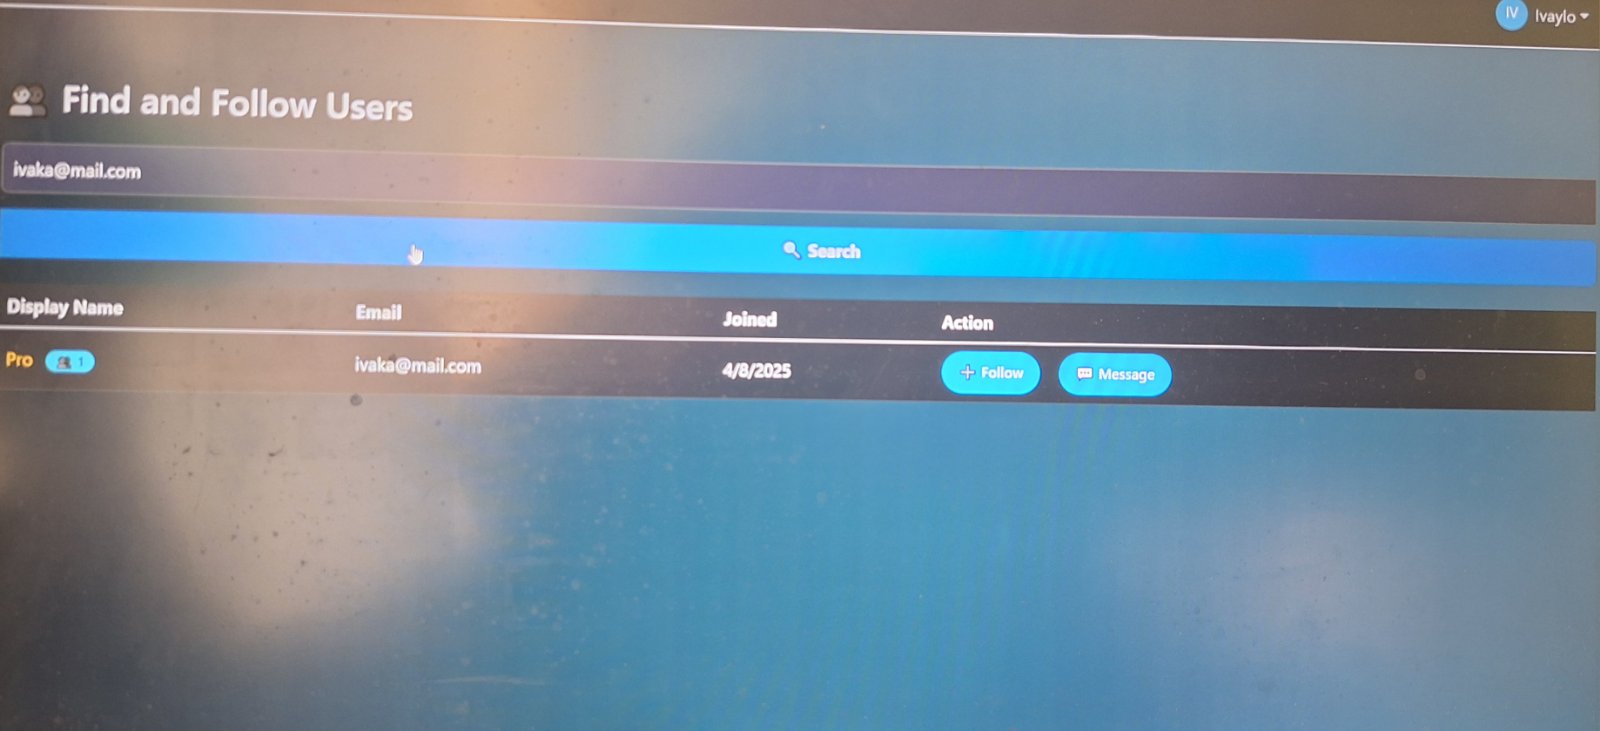 IV Ivaylo
Find and Follow Users
ivaka@mail.com
Search
Display Name Email Joined Action
Pro 1 ivaka@mail.com 4/8/2025 + Follow Message